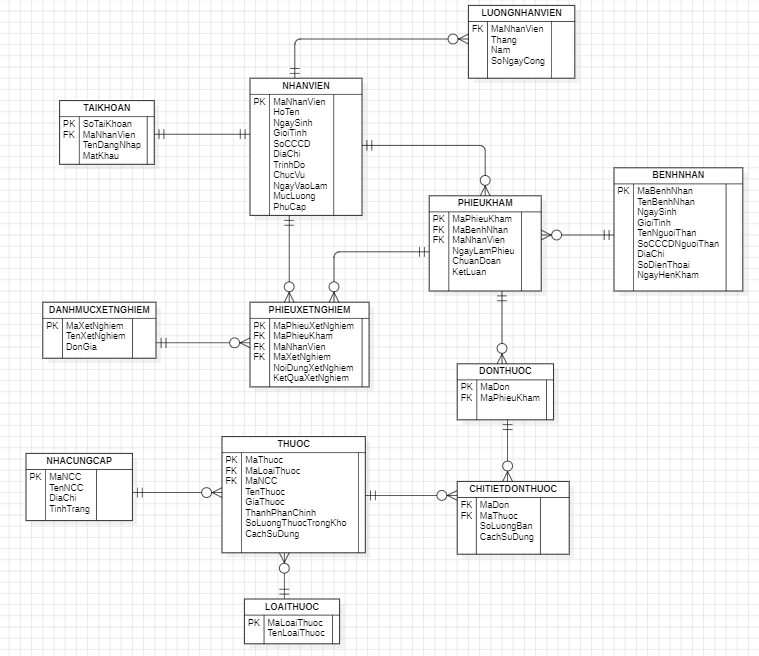 LUONGNHANVIEN
FK MaNhanVien
Thang
Nam
SoNgayCong
NHANVIEN
PK MaNhanVien
HoTen
NgaySinh
GioiTinh
SoCCCD
DiaChi
TrinhDo
ChucVu
NgayVaoLam
MucLuong
PhuCap
TAIKHOAN
PK SoTaiKhoan
FK MaNhanVien
TenDangNhap
MatKhau
BENHNHAN
PK MaBenhNhan
TenBenhNhan
NgaySinh
GioiTinh
TenNguoiThan
SoCCCDNguoiThan
DiaChi
SoDienThoai
NgayHenKham
PHIEUKHAM
PK MaPhieuKham
FK MaBenhNhan
FK MaNhanVien
NgayLamPhieu
ChuanDoan
KetLuan
DANHMUCXETNGHIEM
PK MaXetNghiem
TenXetNghiem
DonGia
PHIEUXETNGHIEM
PK MaPhieuXetNghiem
FK MaPhieuKham
FK MaNhanVien
FK MaXetNghiem
NoiDungXetNghiem
KetQuaXetNghiem
DONTHUOC
PK MaDon
FK MaPhieuKham
THUOC
PK MaThuoc
FK MaLoaiThuoc
FK MaNCC
TenThuoc
GiaThuoc
ThanhPhanChinh
SoLuongThuocTrongKho
CachSuDung
NHACUNGCAP
PK MaNCC
TenNCC
DiaChi
TinhTrang
CHITIETDONTHUOC
FK MaDon
FK MaThuoc
SoLuongBan
CachSuDung
LOAITHUOC
PK MaLoaiThuoc
TenLoaiThuoc